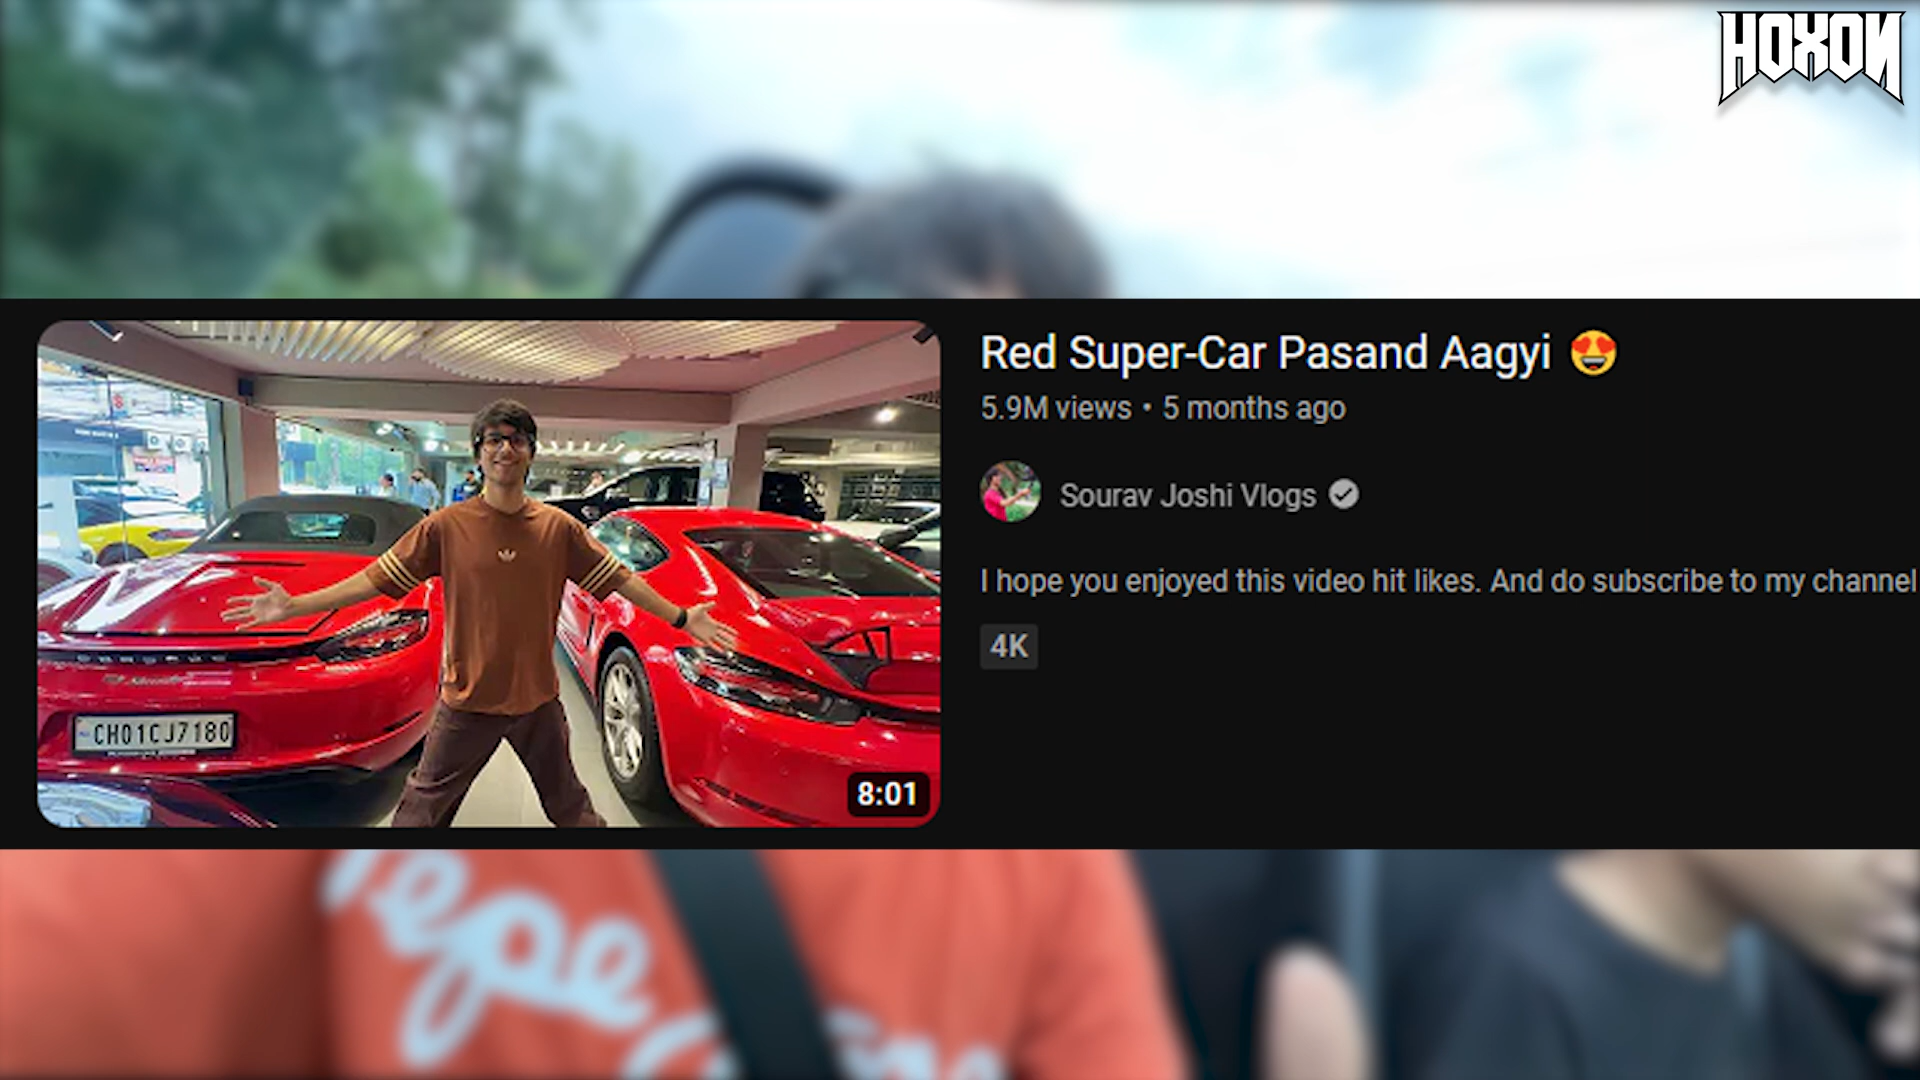 HOXON
Red Super-Car Pasand Aagyi 😍
5.9M views • 5 months ago
Sourav Joshi Vlogs
I hope you enjoyed this video hit likes. And do subscribe to my channel
4K
PORSCHE
CH01CJ7180
8:01